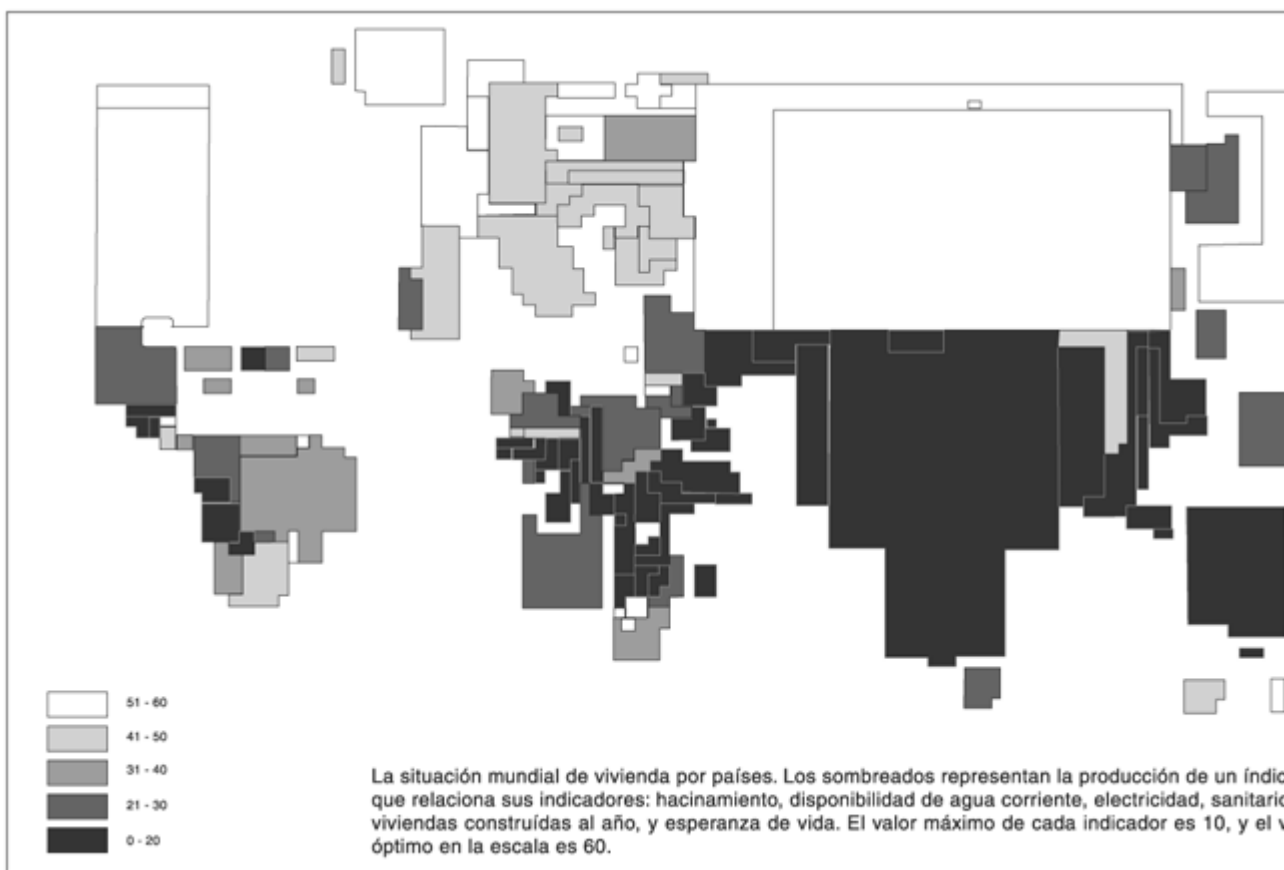 51 - 60
41 - 50
31 - 40
21 - 30
0 - 20
La situación mundial de vivienda por países. Los sombreados representan la producción de un índic
que relaciona sus indicadores: hacinamiento, disponibilidad de agua corriente, electricidad, sanitario
viviendas construídas al año, y esperanza de vida. El valor máximo de cada indicador es 10, y el v
óptimo en la escala es 60.